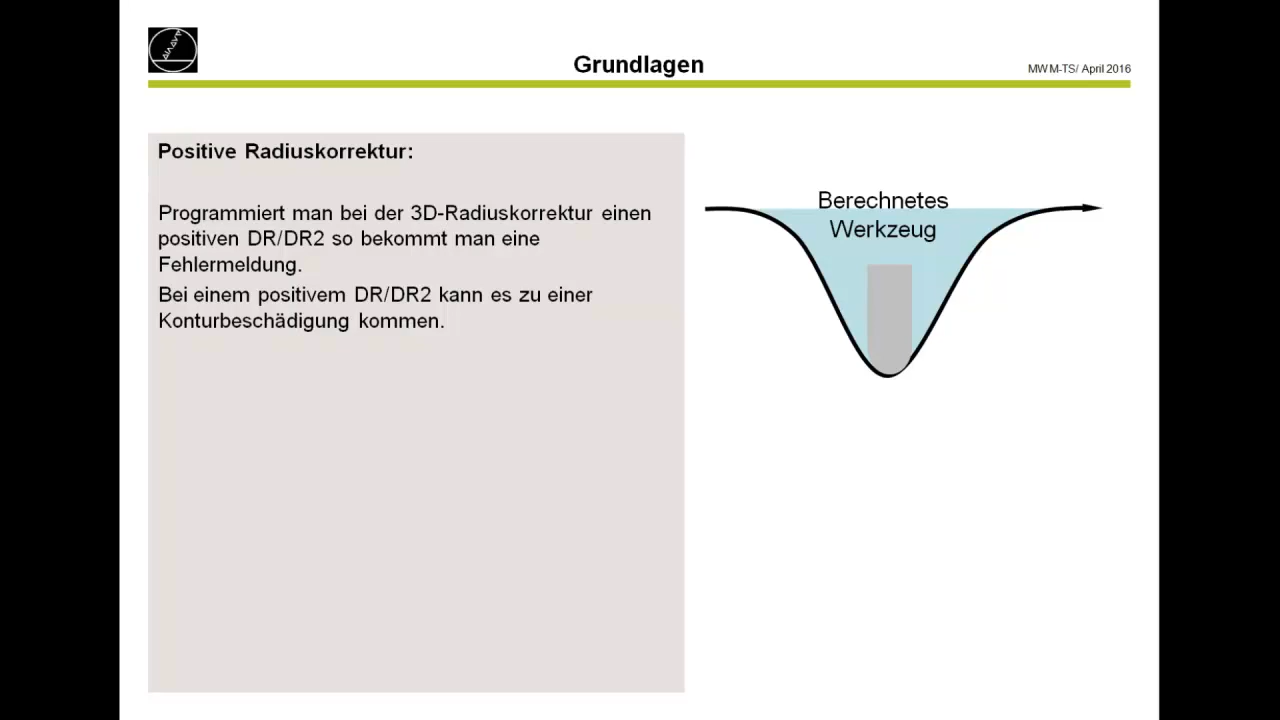 Grundlagen
MWM-TS/ April 2016
Positive Radiuskorrektur:
Programmiert man bei der 3D-Radiuskorrektur einen
positiven DR/DR2 so bekommt man eine
Fehlermeldung.
Bei einem positivem DR/DR2 kann es zu einer
Konturbeschädigung kommen.
Berechnetes
Werkzeug